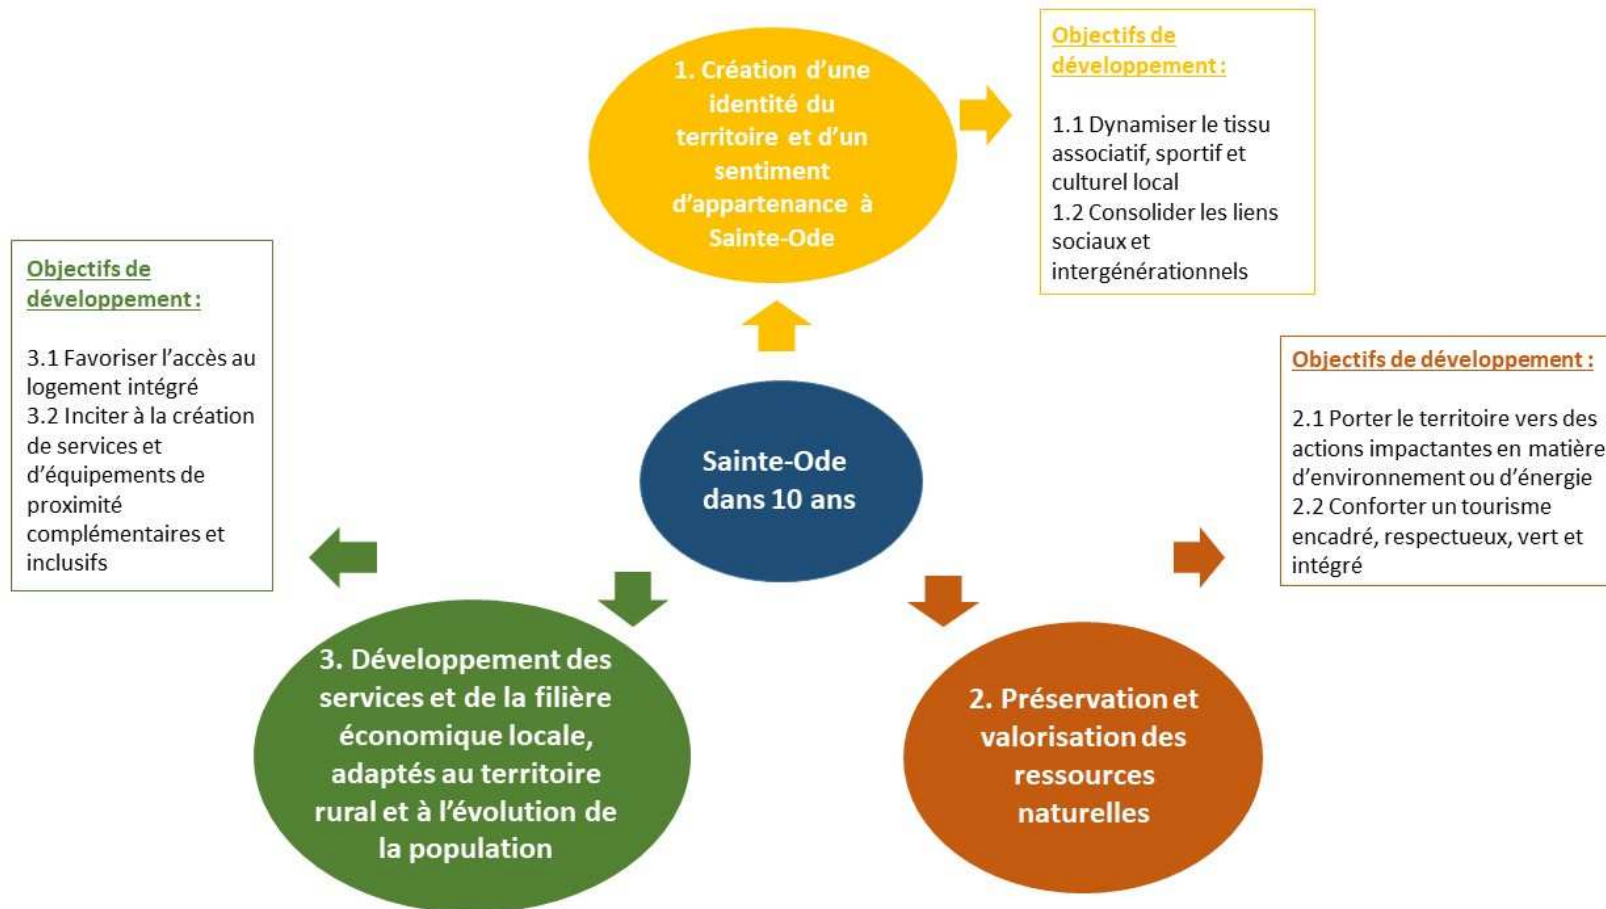 1. Création d'une
identité du
territoire et d'un
sentiment
d'appartenance à
Sainte-Ode
Objectifs de
développement :
1.1 Dynamiser le tissu
associatif, sportif et
culturel local
1.2 Consolider les liens
sociaux et
intergénérationnels
Objectifs de
développement :
3.1 Favoriser l'accès au
logement intégré
3.2 Inciter à la création
de services et
d'équipements de
proximité
complémentaires et
inclusifs
Sainte-Ode
dans 10 ans
Objectifs de développement :
2.1 Porter le territoire vers des
actions impactantes en matière
d'environnement ou d'énergie
2.2 Conforter un tourisme
encadré, respectueux, vert et
intégré
3. Développement des
services et de la filière
économique locale,
adaptés au territoire
rural et à l'évolution de
la population
2. Préservation et
valorisation des
ressources
naturelles